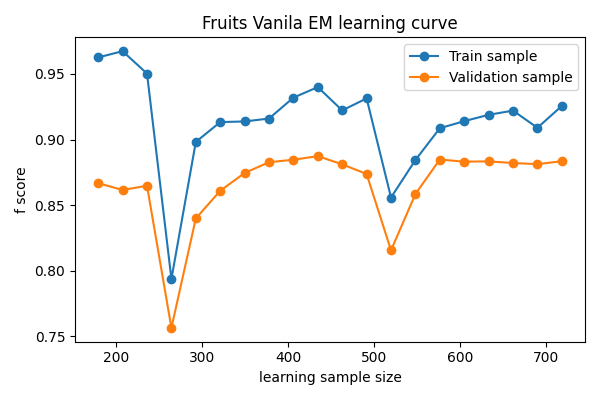 Fruits Vanila EM learning curve
Train sample
Validation sample
f score
0.95
0.90
0.85
0.80
0.75
200 300 400 500 600 700
learning sample size